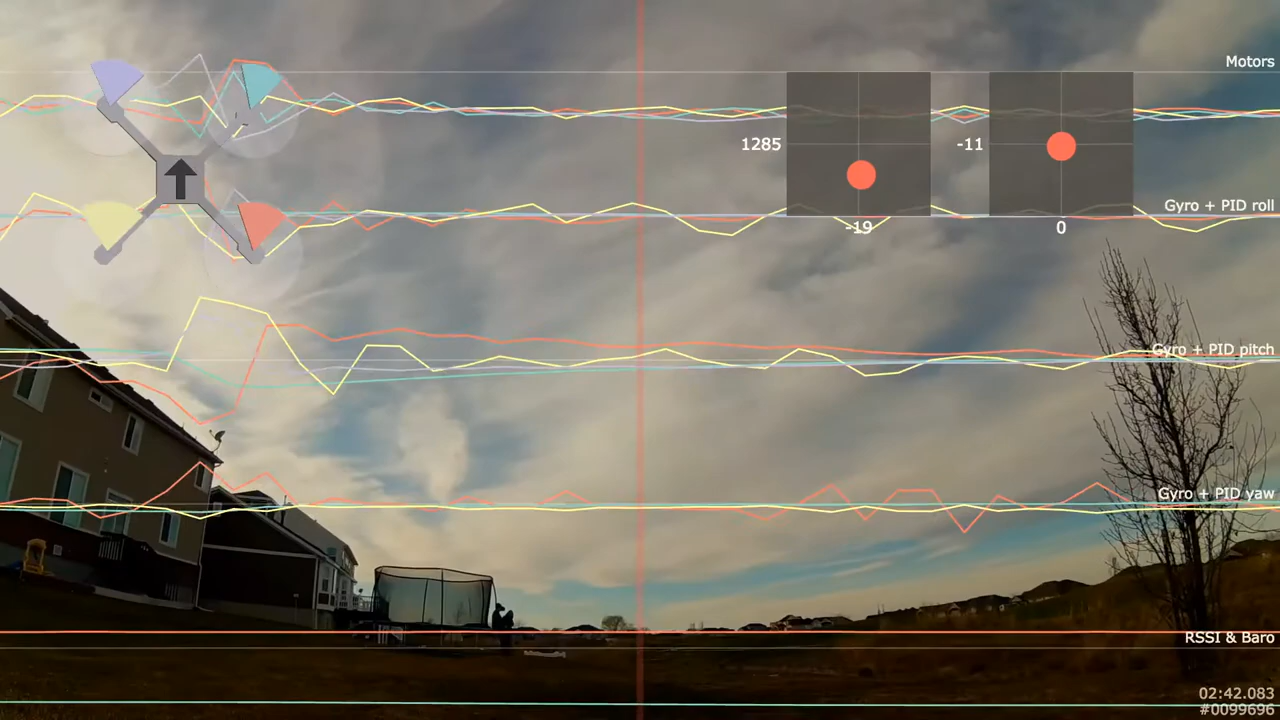 Motors
1285
-11
Gyro + PID roll
-19
0
Gyro + PID pitch
Gyro + PID yaw
RSSI & Baro
02:42.083
#0099696